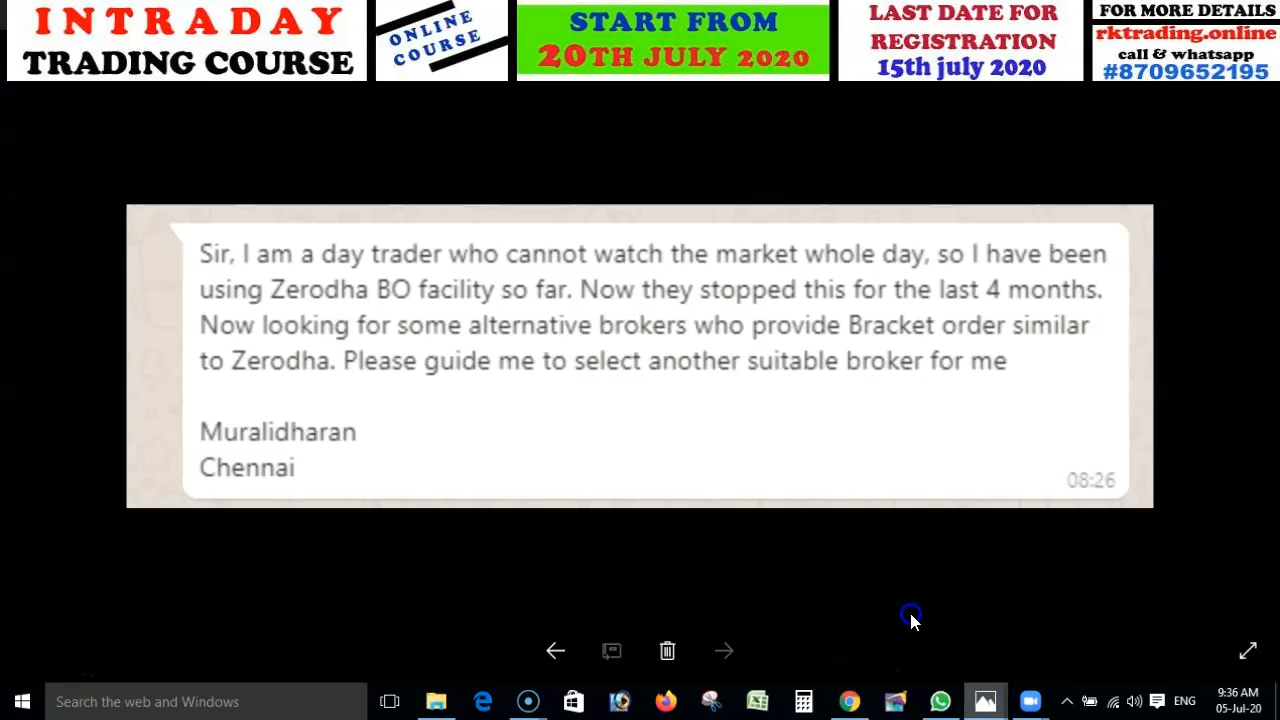 INTRADAY
TRADING COURSE
ONLINE
COURSE
START FROM
20TH JULY 2020
LAST DATE FOR
REGISTRATION
15th july 2020
FOR MORE DETAILS
rktrading.online
call & whatsapp
#8709652195
Sir, I am a day trader who cannot watch the market whole day, so I have been
using Zerodha BO facility so far. Now they stopped this for the last 4 months.
Now looking for some alternative brokers who provide Bracket order similar
to Zerodha. Please guide me to select another suitable broker for me
Muralidharan
Chennai
08:26
Search the web and Windows
ENG
9:36 AM
05-Jul-20